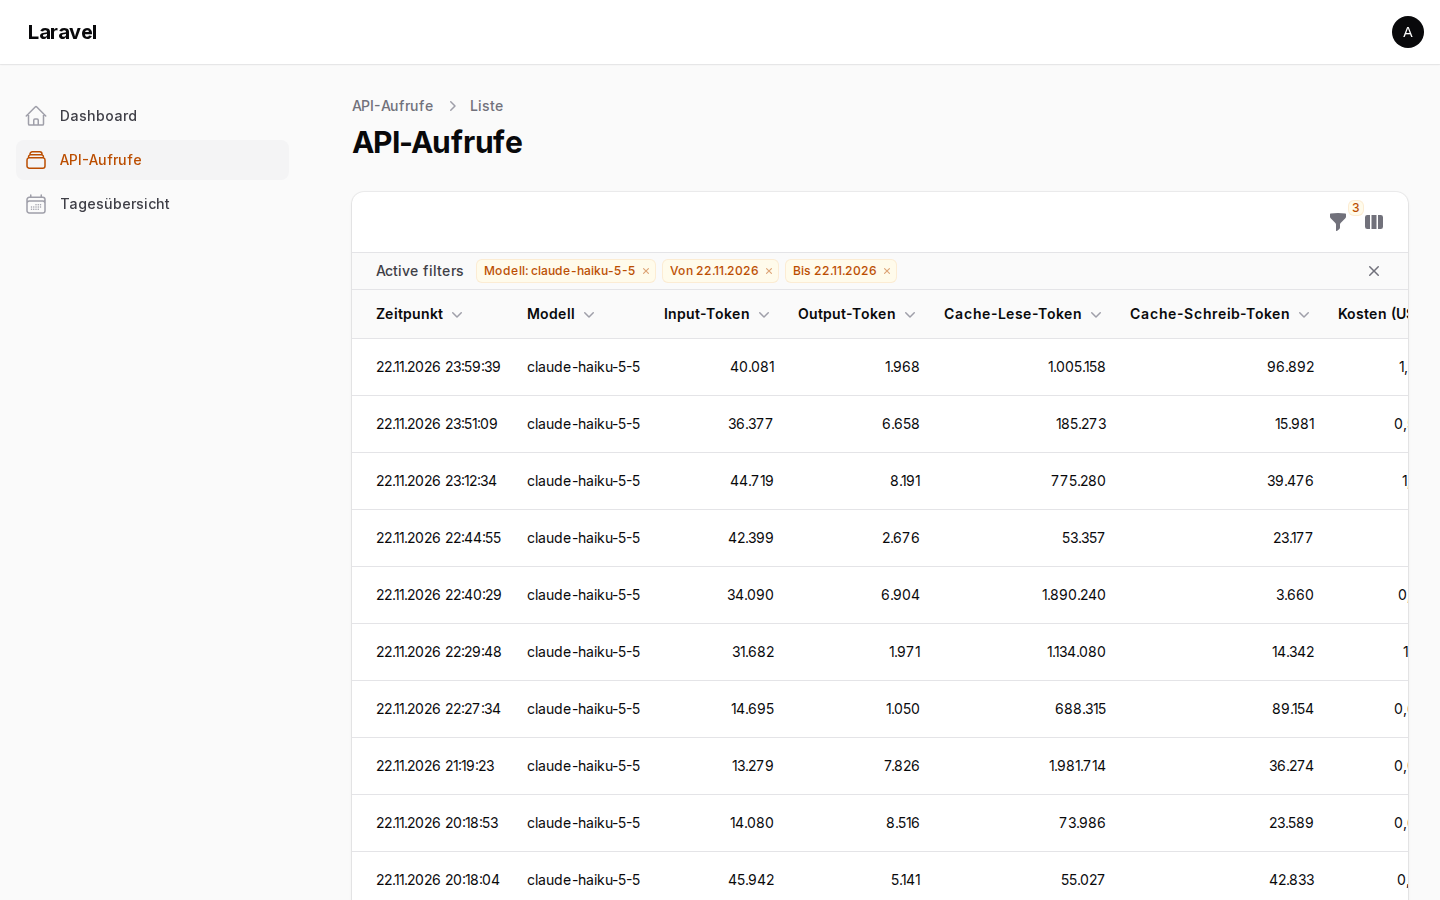 Laravel
A
Dashboard
API-Aufrufe
Tagesübersicht
API-Aufrufe Liste
API-Aufrufe
3
Active filters Modell: claude-haiku-5-5 × Von 22.11.2026 × Bis 22.11.2026 ×
Zeitpunkt Modell Input-Token Output-Token Cache-Lese-Token Cache-Schreib-Token Kosten
22.11.2026 23:59:39 claude-haiku-5-5 40.081 1.968 1.005.158 96.892 1,
22.11.2026 23:51:09 claude-haiku-5-5 36.377 6.658 185.273 15.981 0,
22.11.2026 23:12:34 claude-haiku-5-5 44.719 8.191 775.280 39.476 1
22.11.2026 22:44:55 claude-haiku-5-5 42.399 2.676 53.357 23.177
22.11.2026 22:40:29 claude-haiku-5-5 34.090 6.904 1.890.240 3.660 0,
22.11.2026 22:29:48 claude-haiku-5-5 31.682 1.971 1.134.080 14.342 1
22.11.2026 22:27:34 claude-haiku-5-5 14.695 1.050 688.315 89.154 0,
22.11.2026 21:19:23 claude-haiku-5-5 13.279 7.826 1.981.714 36.274 0,
22.11.2026 20:18:53 claude-haiku-5-5 14.080 8.516 73.986 23.589 0,
22.11.2026 20:18:04 claude-haiku-5-5 45.942 5.141 55.027 42.833 0,